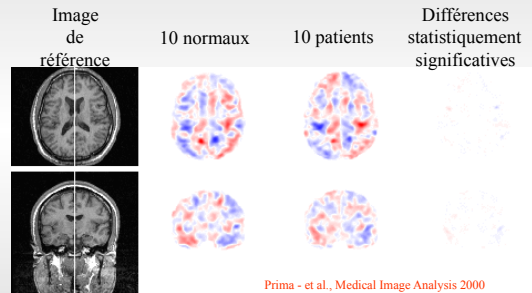 Image
de
référence
10 normaux
10 patients
Différences
statistiquement
significatives
Prima - et al., Medical Image Analysis 2000